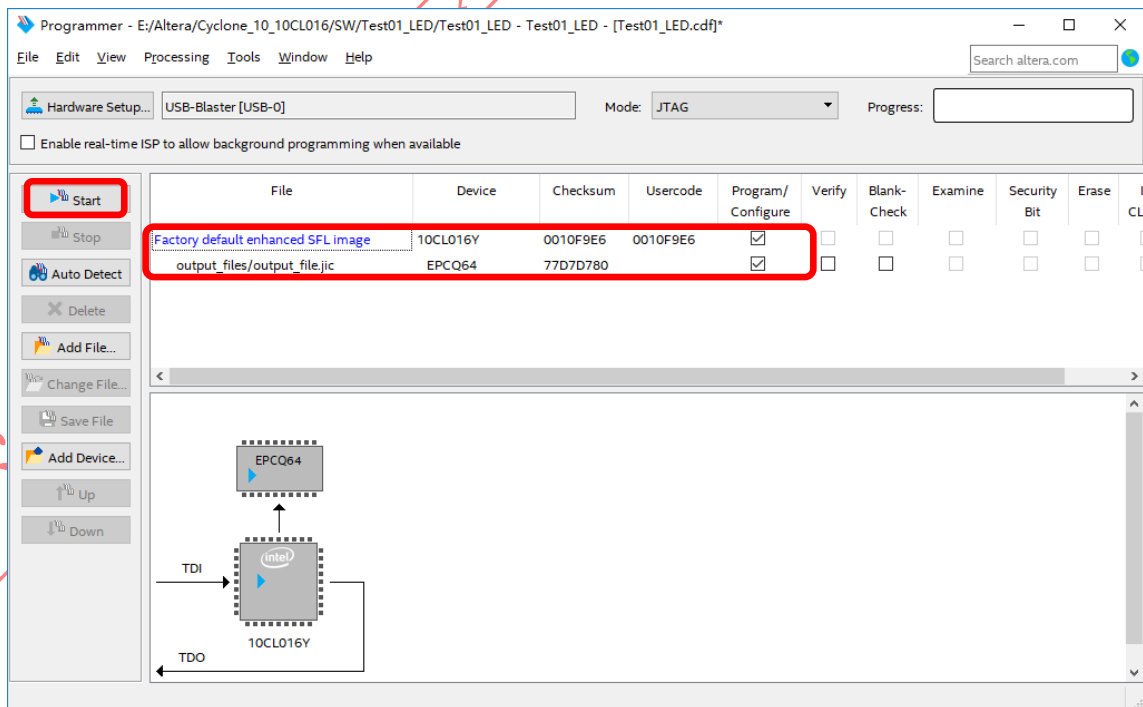 Programmer - E:/Altera/Cyclone_10_10CL016/SW/Test01_LED/Test01_LED - Test01_LED - [Test01_LED.cdf]*
File Edit View Processing Tools Window Help
Search altera.com
Hardware Setup... USB-Blaster [USB-0] Mode: JTAG Progress:
Enable real-time ISP to allow background programming when available
Start
Stop
Auto Detect
Delete
Add File...
Change File...
Save File
Add Device...
Up
Down
File Device Checksum Usercode Program/ Verify Blank- Examine Security Erase
Configure Check Bit
Factory default enhanced SFL image 10CL016Y 0010F9E6 0010F9E6
output_files/output_file.jic EPCQ64 77D7D780
EPCQ64
intel
TDI
10CL016Y
TDO